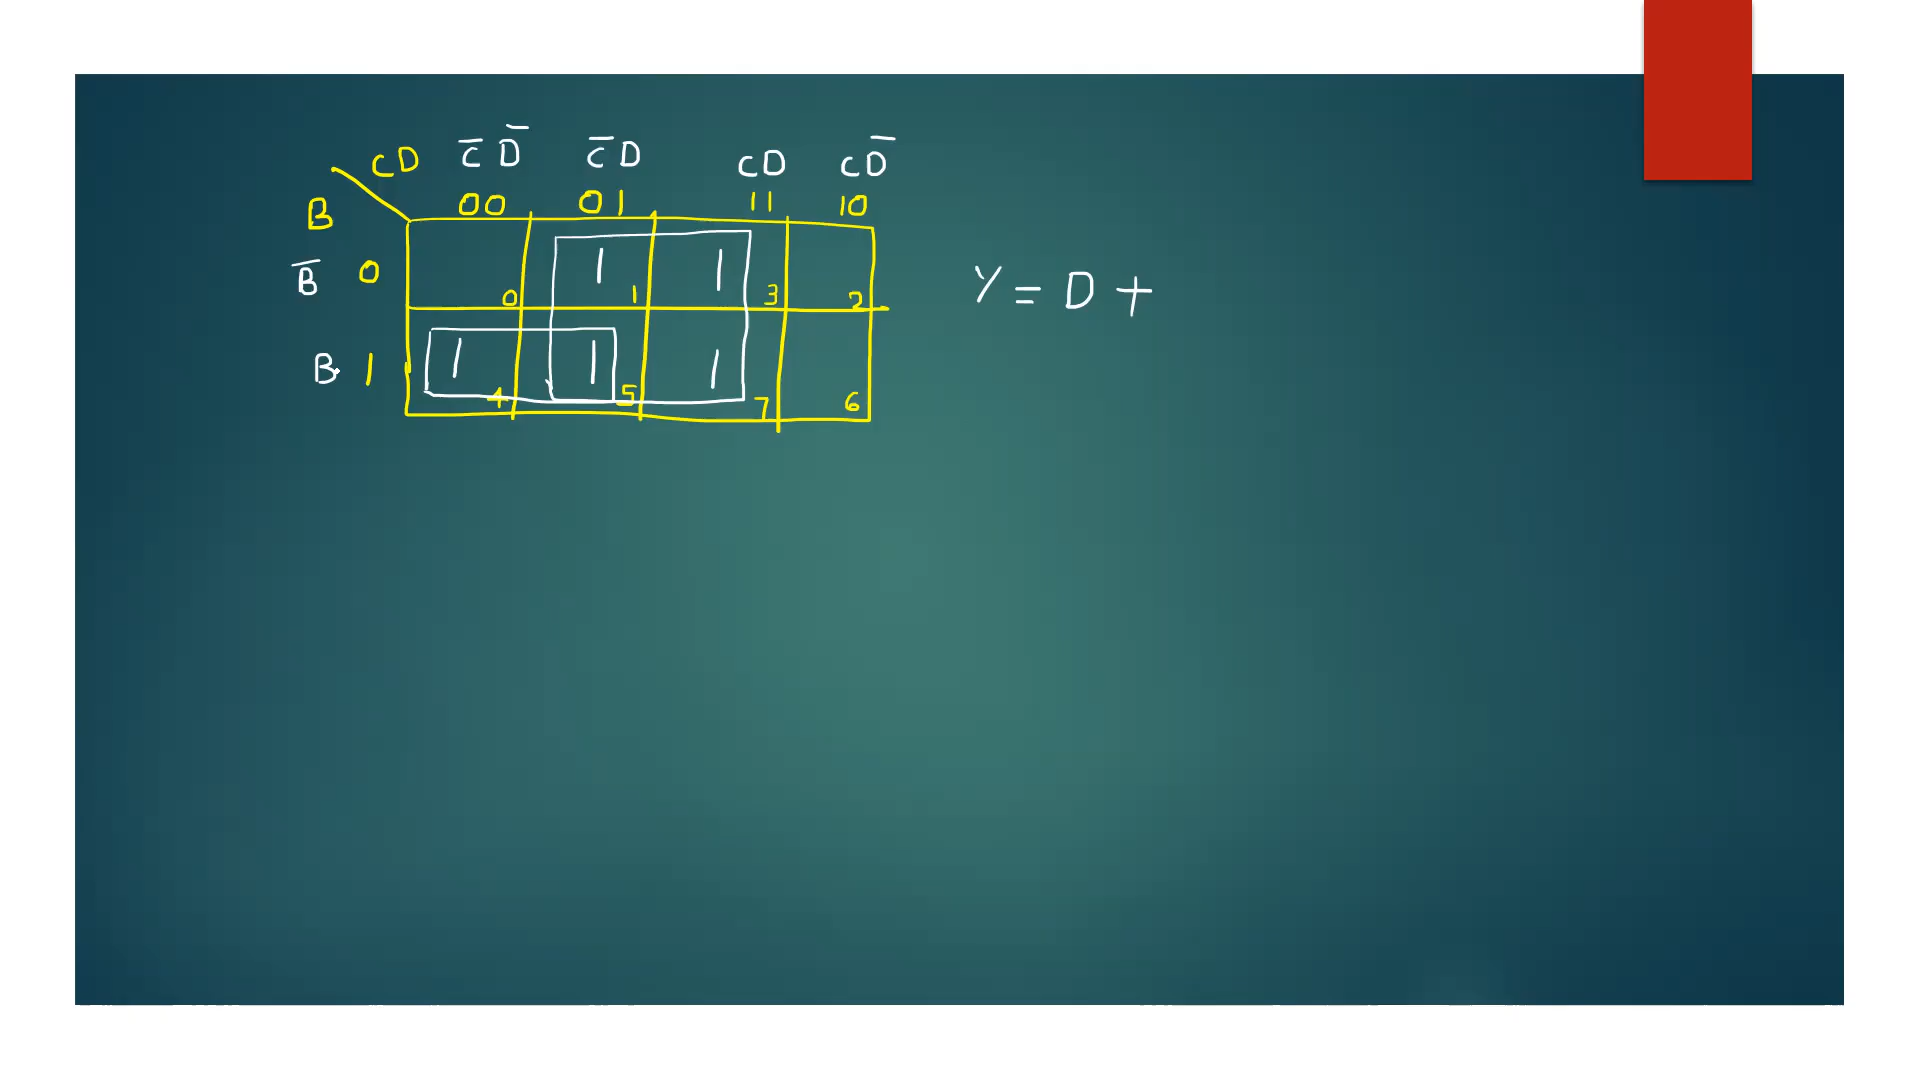 CD C̅ D̅ C̅ D CD CD̅
B 00 01 11 10
B̅ 0 1 1 Y = D +
0 1 3 2
B 1 1 1 1
4 5 7 6